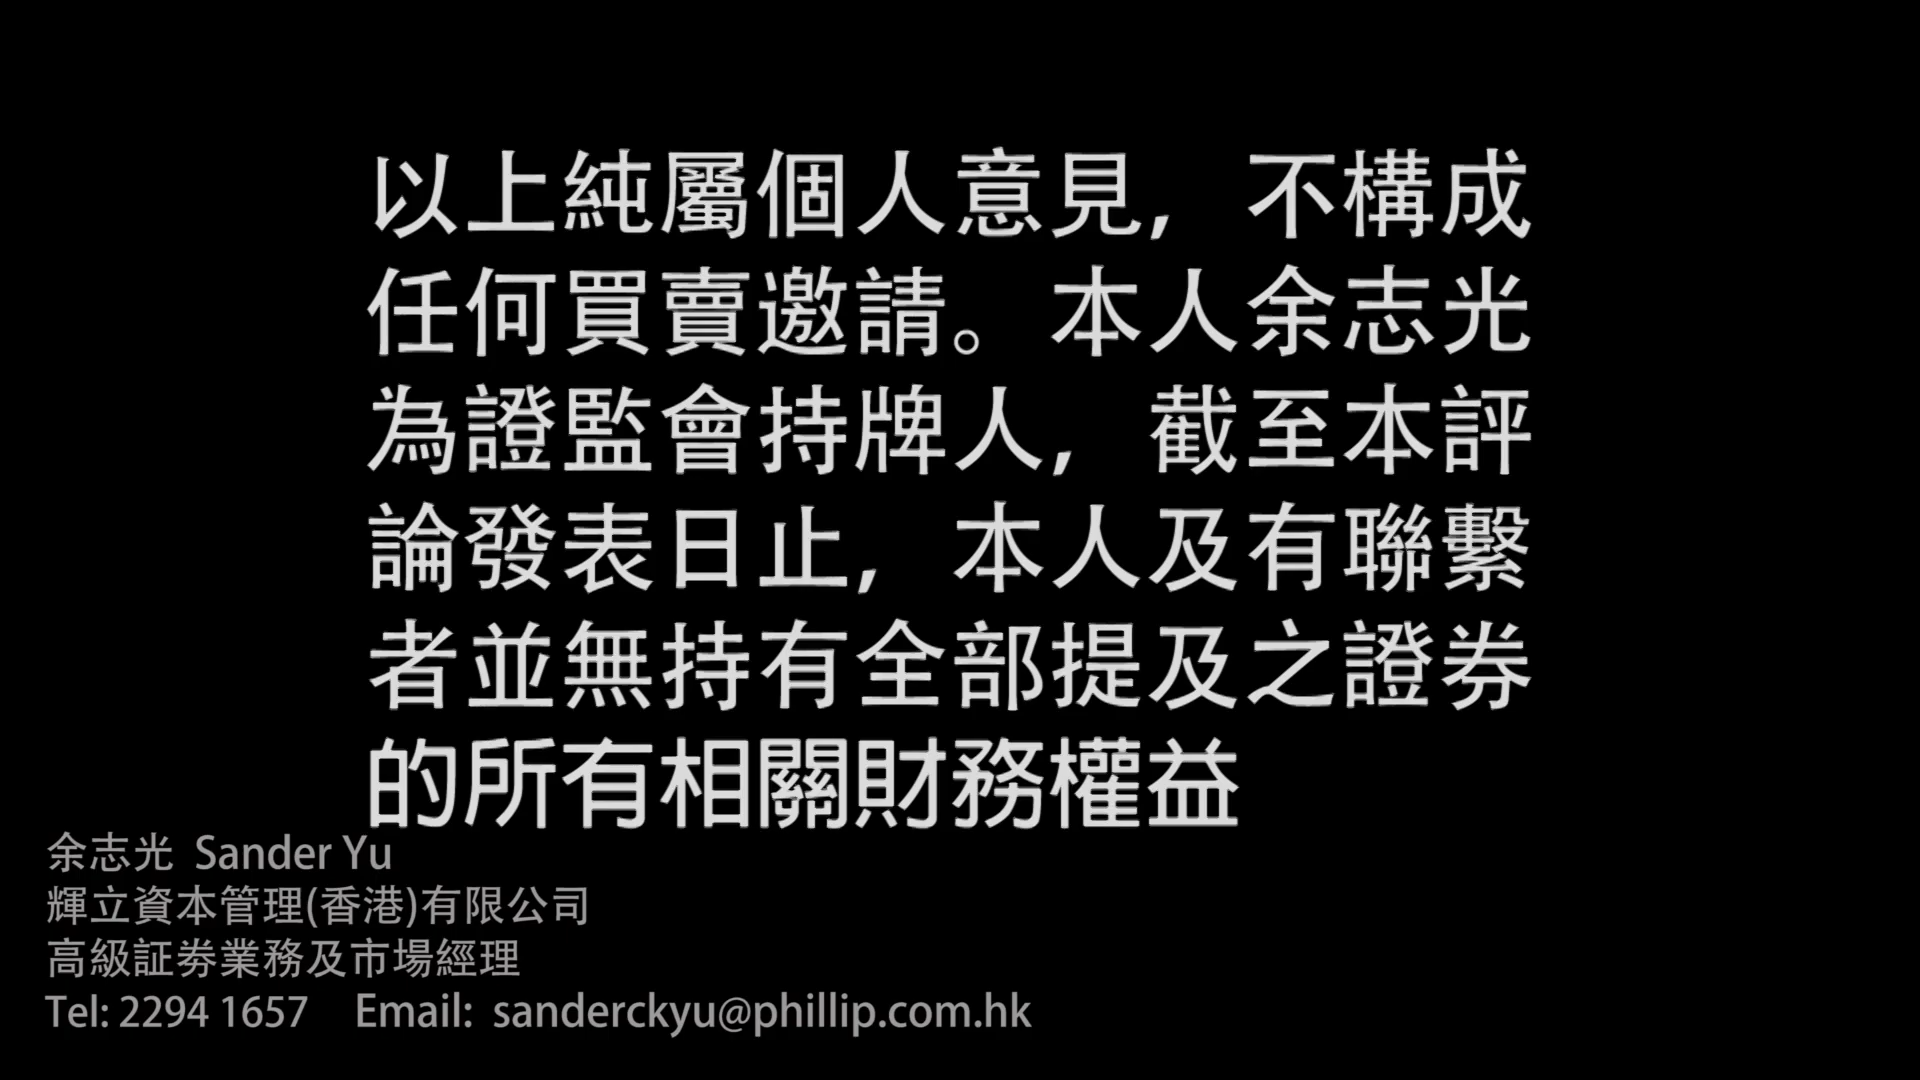 以上純屬個人意見，不構成
任何買賣邀請。本人余志光
為證監會持牌人，截至本評
論發表日止，本人及有聯繫
者並無持有全部提及之證券
的所有相關財務權益
余志光 Sander Yu
輝立資本管理(香港)有限公司
高級証券業務及市場經理
Tel: 2294 1657 Email: sanderckyu@phillip.com.hk